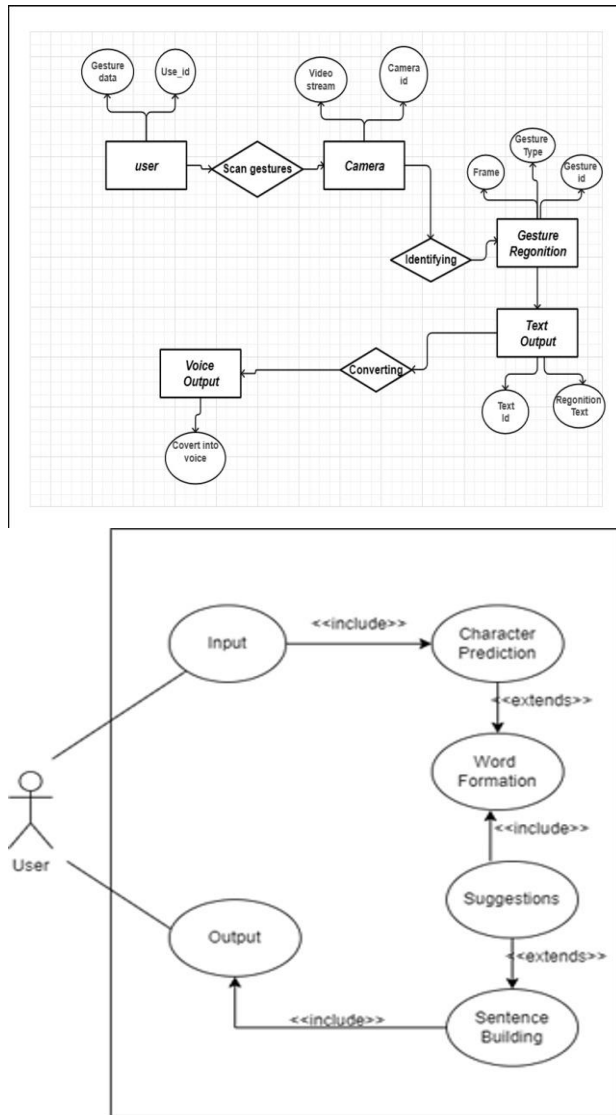 Gesture
data
Use_id
Video
stream
Camera
id
user
Scan gestures
Camera
Gesture
Type
Frame
Gesture
id
Identifying
Gesture
Regonition
Text
Output
Voice
Output
Converting
Text
Id
Regonition
Text
Covert into
voice
Input
<<include>>
Character
Prediction
<<extends>>
Word
Formation
<<include>>
User
Suggestions
Output
<<extends>>
<<include>>
Sentence
Building